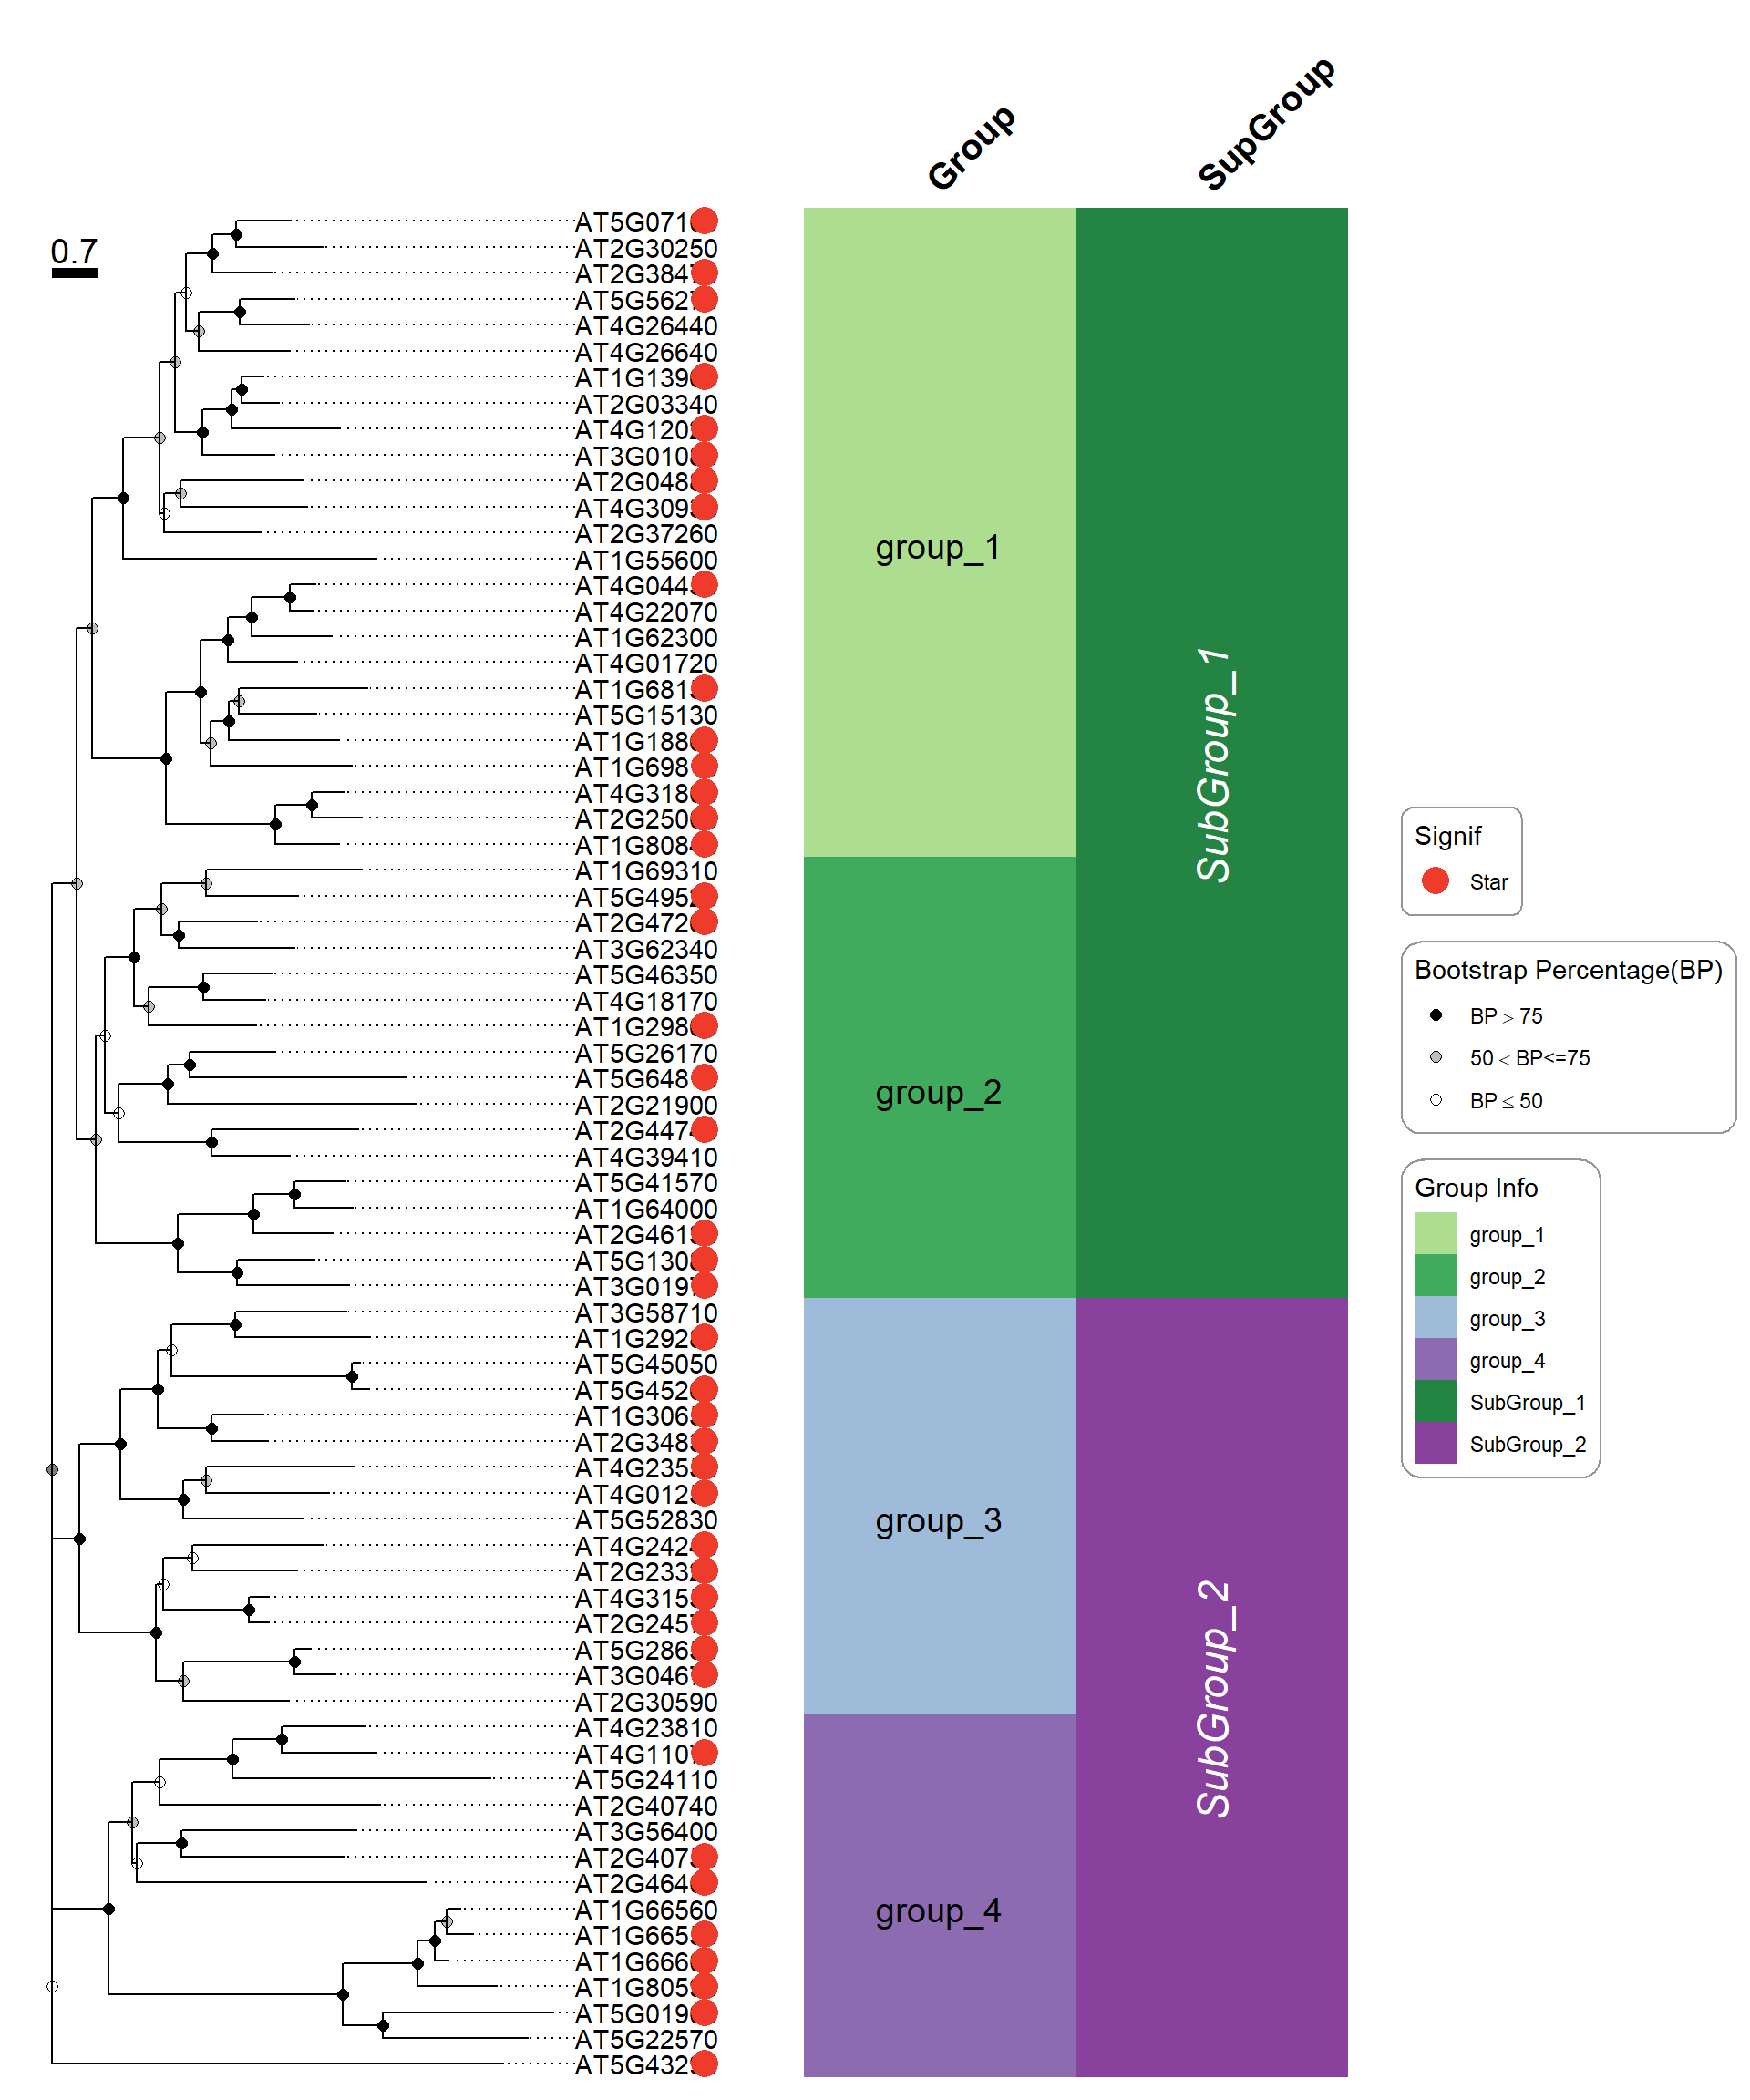 Group
SupGroup
0.7
AT5G071
AT2G30250
AT2G384
AT5G562
AT4G26440
AT4G26640
AT1G139
AT2G03340
AT4G120
AT3G010
AT2G048
AT4G309
AT2G37260
AT1G55600
AT4G044
AT4G22070
AT1G62300
AT4G01720
AT1G681
AT5G15130
AT1G188
AT1G698
AT4G318
AT2G250
AT1G808
AT1G69310
AT5G495
AT2G472
AT3G62340
AT5G46350
AT4G18170
AT1G298
AT5G26170
AT5G648
AT2G21900
AT2G447
AT4G39410
AT5G41570
AT1G64000
AT2G461
AT5G130
AT3G019
AT3G58710
AT1G292
AT5G45050
AT5G452
AT1G306
AT2G348
AT4G235
AT4G012
AT5G52830
AT4G242
AT2G233
AT4G315
AT2G245
AT5G286
AT3G046
AT2G30590
AT4G23810
AT4G110
AT5G24110
AT2G40740
AT3G56400
AT2G407
AT2G464
AT1G66560
AT1G665
AT1G666
AT1G805
AT5G019
AT5G22570
AT5G432
group_1
group_2
group_3
group_4
SubGroup_1
SubGroup_2
Signif
Star
Bootstrap Percentage(BP)
BP > 75
50 < BP<=75
BP ≤ 50
Group Info
group_1
group_2
group_3
group_4
SubGroup_1
SubGroup_2